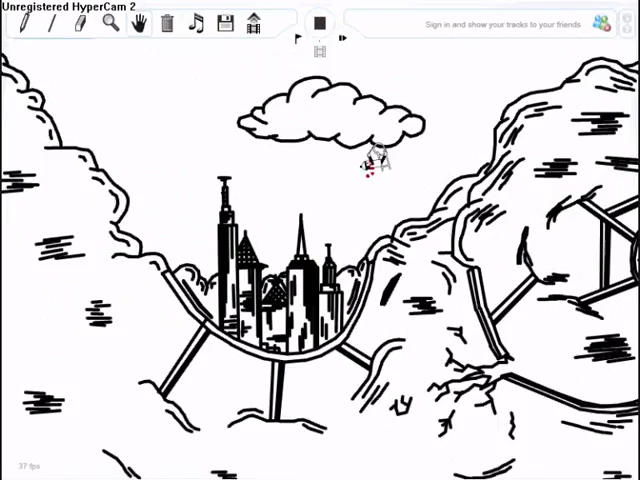 Unregistered HyperCam 2
Sign in and show your tracks to your friends
37 fps